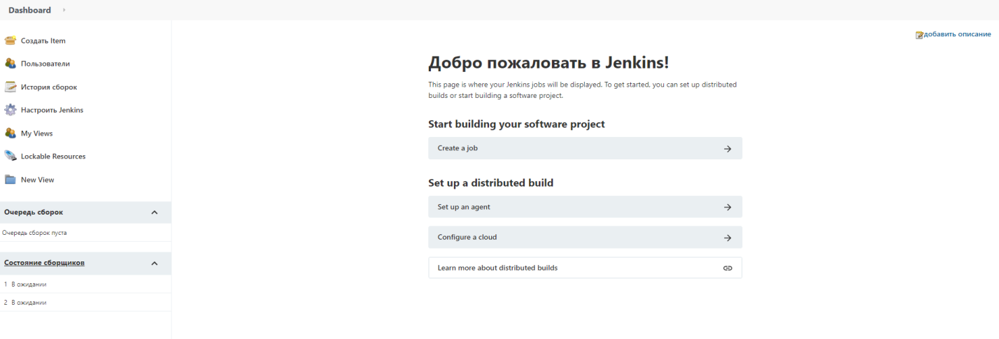 Dashboard
добавить описание
Создать Item
Пользователи
История сборок
Настроить Jenkins
My Views
Lockable Resources
New View
Очередь сборок
Очередь сборок пуста
Состояние сборщиков
1 В ожидании
2 В ожидании
Добро пожаловать в Jenkins!
This page is where your Jenkins jobs will be displayed. To get started, you can set up distributed
builds or start building a software project.
Start building your software project
Create a job
Set up a distributed build
Set up an agent
Configure a cloud
Learn more about distributed builds